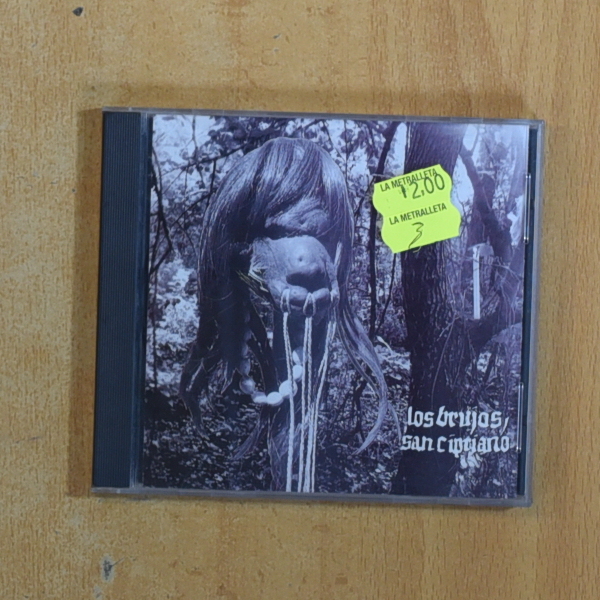 LA METRALLETA
12,00
LA METRALLETA
3
los brujos,
san cipriano